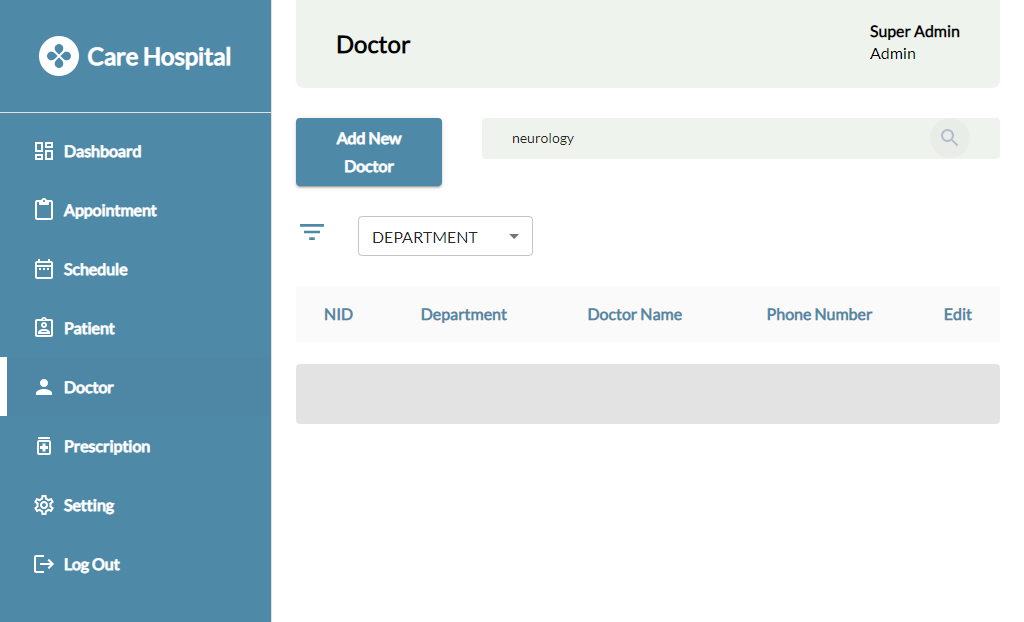 Care Hospital
Dashboard
Appointment
Schedule
Patient
Doctor
Prescription
Setting
Log Out
Doctor
Super Admin
Admin
Add New
Doctor
neurology
DEPARTMENT
NID Department Doctor Name Phone Number Edit